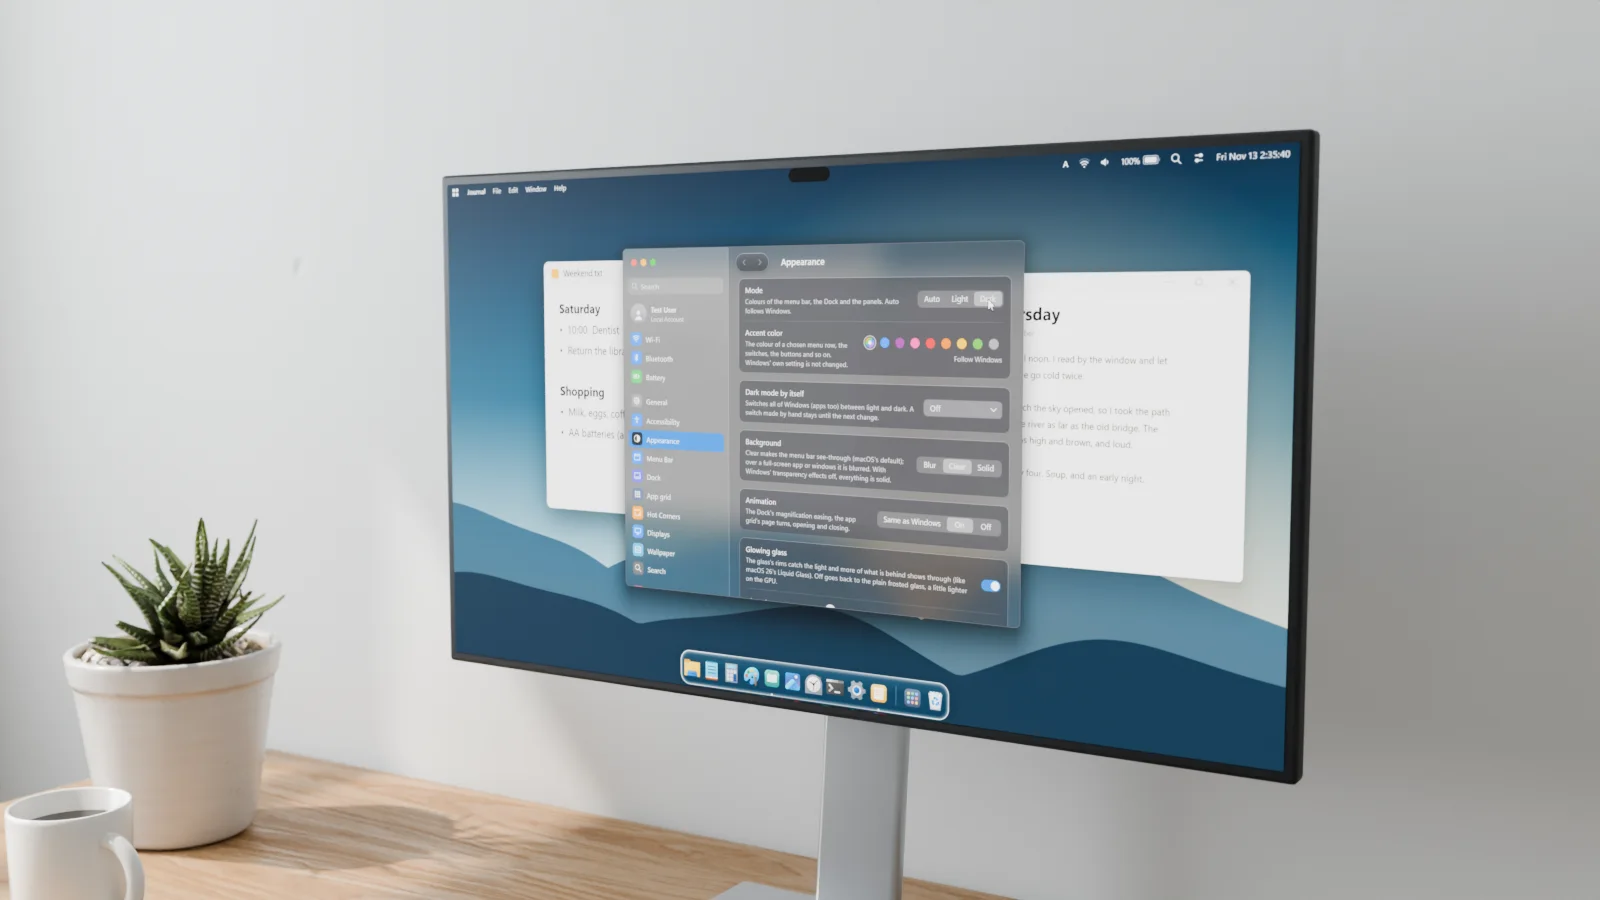 Journal File Edit Window Help
A 100% Fri Nov 13 2:35:40
Weekend.txt
Saturday
• 10:00 Dentist
• Return the
Shopping
• Milk, eggs,
• AA batteries
Search
Test User
Local Account
Wi-Fi
Bluetooth
Battery
General
Accessibility
Appearance
Menu Bar
Dock
App grid
Hot Corners
Displays
Wallpaper
Search
Appearance
Mode
Colours of the menu bar, the Dock and the panels. Auto
follows Windows.
Auto Light Dark
Accent color
The colour of a chosen menu row, the
switches, the buttons and so on.
Windows' own setting is not changed.
Follow Windows
Dark mode by itself
Switches all of Windows (apps too) between light and dark. A
switch made by hand stays until the next change.
Off
Background
Clear makes the menu bar see-through (macOS's default);
over a full-screen app or windows it is blurred. With
Windows' transparency effects off, everything is solid.
Blur Clear Solid
Animation
The Dock's magnification easing, the app
grid's page turns, opening and closing.
Same as Windows On Off
Glowing glass
The glass's rims catch the light and more of what is behind shows through (like
macOS 26's Liquid Glass). Off goes back to the plain frosted glass, a little lighter
on the GPU.
noon. I read by the window and let
go cold twice.
the sky opened, so I took the path
river as far as the old bridge. The
high and brown, and loud.
four. Soup, and an early night.